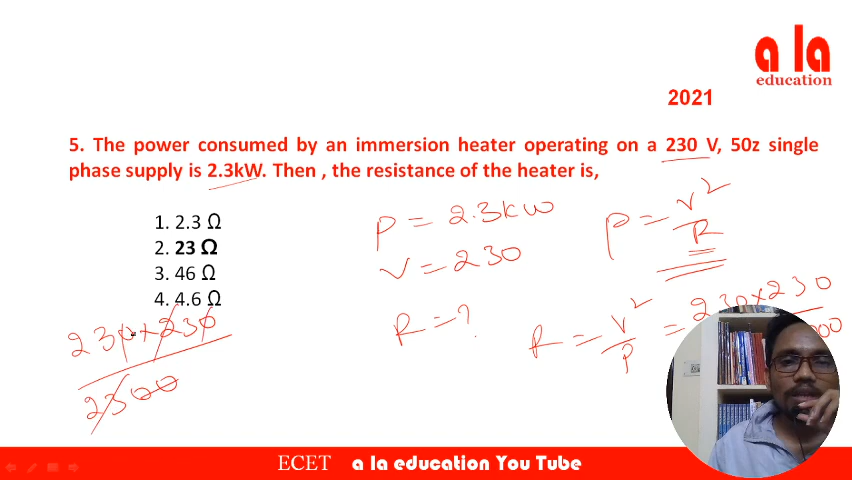 a la
education
2021
5. The power consumed by an immersion heater operating on a 230 V, 50z single
phase supply is 2.3kW. Then , the resistance of the heater is,
1. 2.3 Ω
2. 23 Ω
3. 46 Ω
4. 4.6 Ω
P = 2.3kW
V = 230
R = ?
P = V²/R
R = V²/P = 230×230
230×230
2300
ECET a la education You Tube